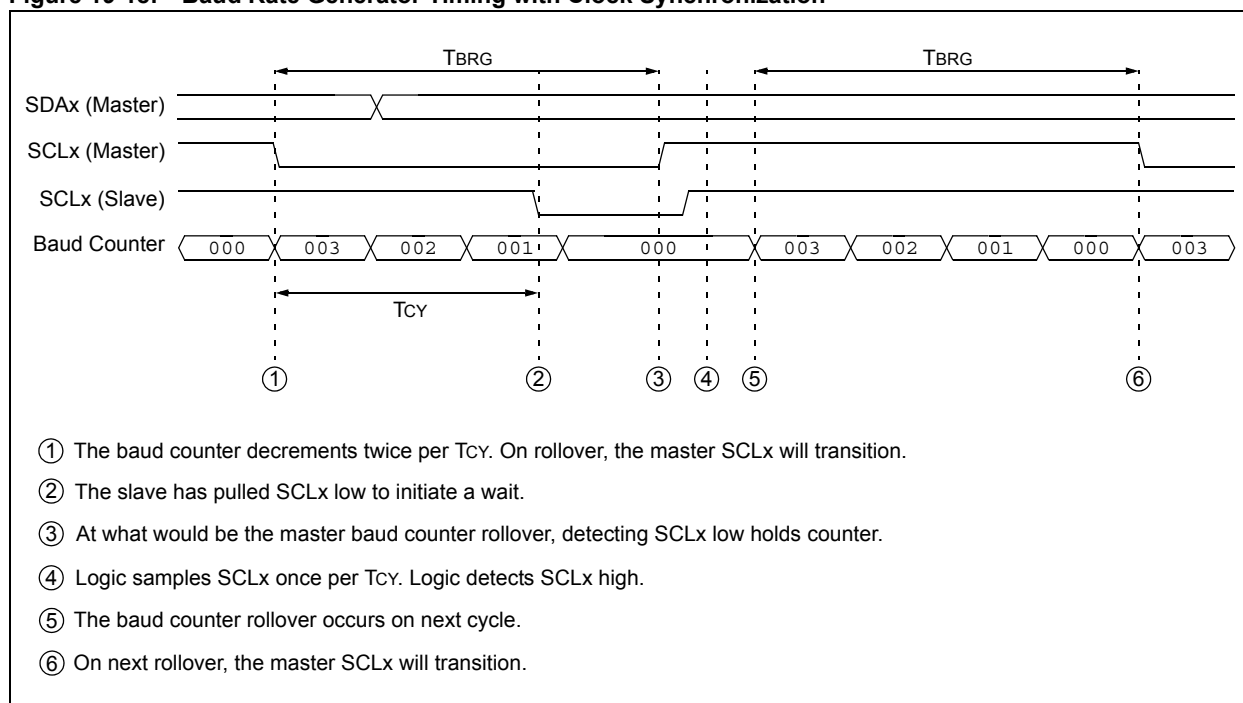 Figure 19-18: Baud Rate Generator Timing with Clock Synchronization
TBRG TBRG
SDAx (Master)
SCLx (Master)
SCLx (Slave)
Baud Counter 000 003 002 001 000 003 002 001 000 003
TCY
1 2 3 4 5 6
1 The baud counter decrements twice per TCY. On rollover, the master SCLx will transition.
2 The slave has pulled SCLx low to initiate a wait.
3 At what would be the master baud counter rollover, detecting SCLx low holds counter.
4 Logic samples SCLx once per TCY. Logic detects SCLx high.
5 The baud counter rollover occurs on next cycle.
6 On next rollover, the master SCLx will transition.